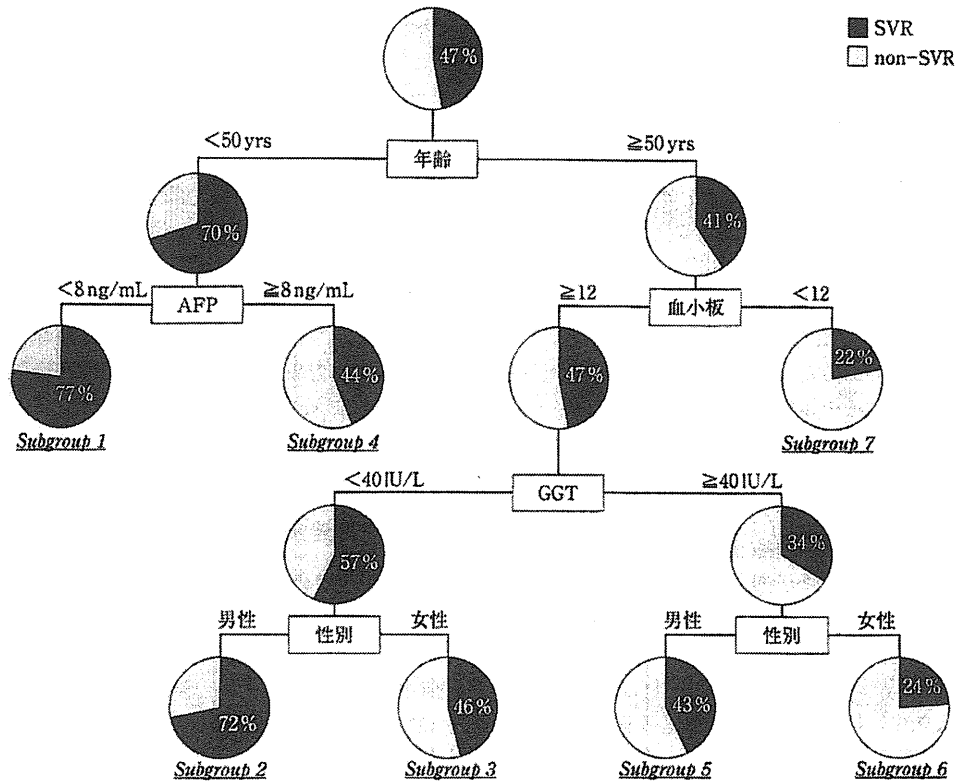 SVR
non-SVR
47%
<50 yrs
年齢
≧50 yrs
70%
41%
<8 ng/mL
AFP
≧8 ng/mL
≧12
血小板
<12
77%
44%
47%
22%
Subgroup 1
Subgroup 4
Subgroup 7
<40 IU/L
GGT
≧40 IU/L
57%
34%
男性
性別
女性
男性
性別
女性
72%
46%
43%
24%
Subgroup 2
Subgroup 3
Subgroup 5
Subgroup 6